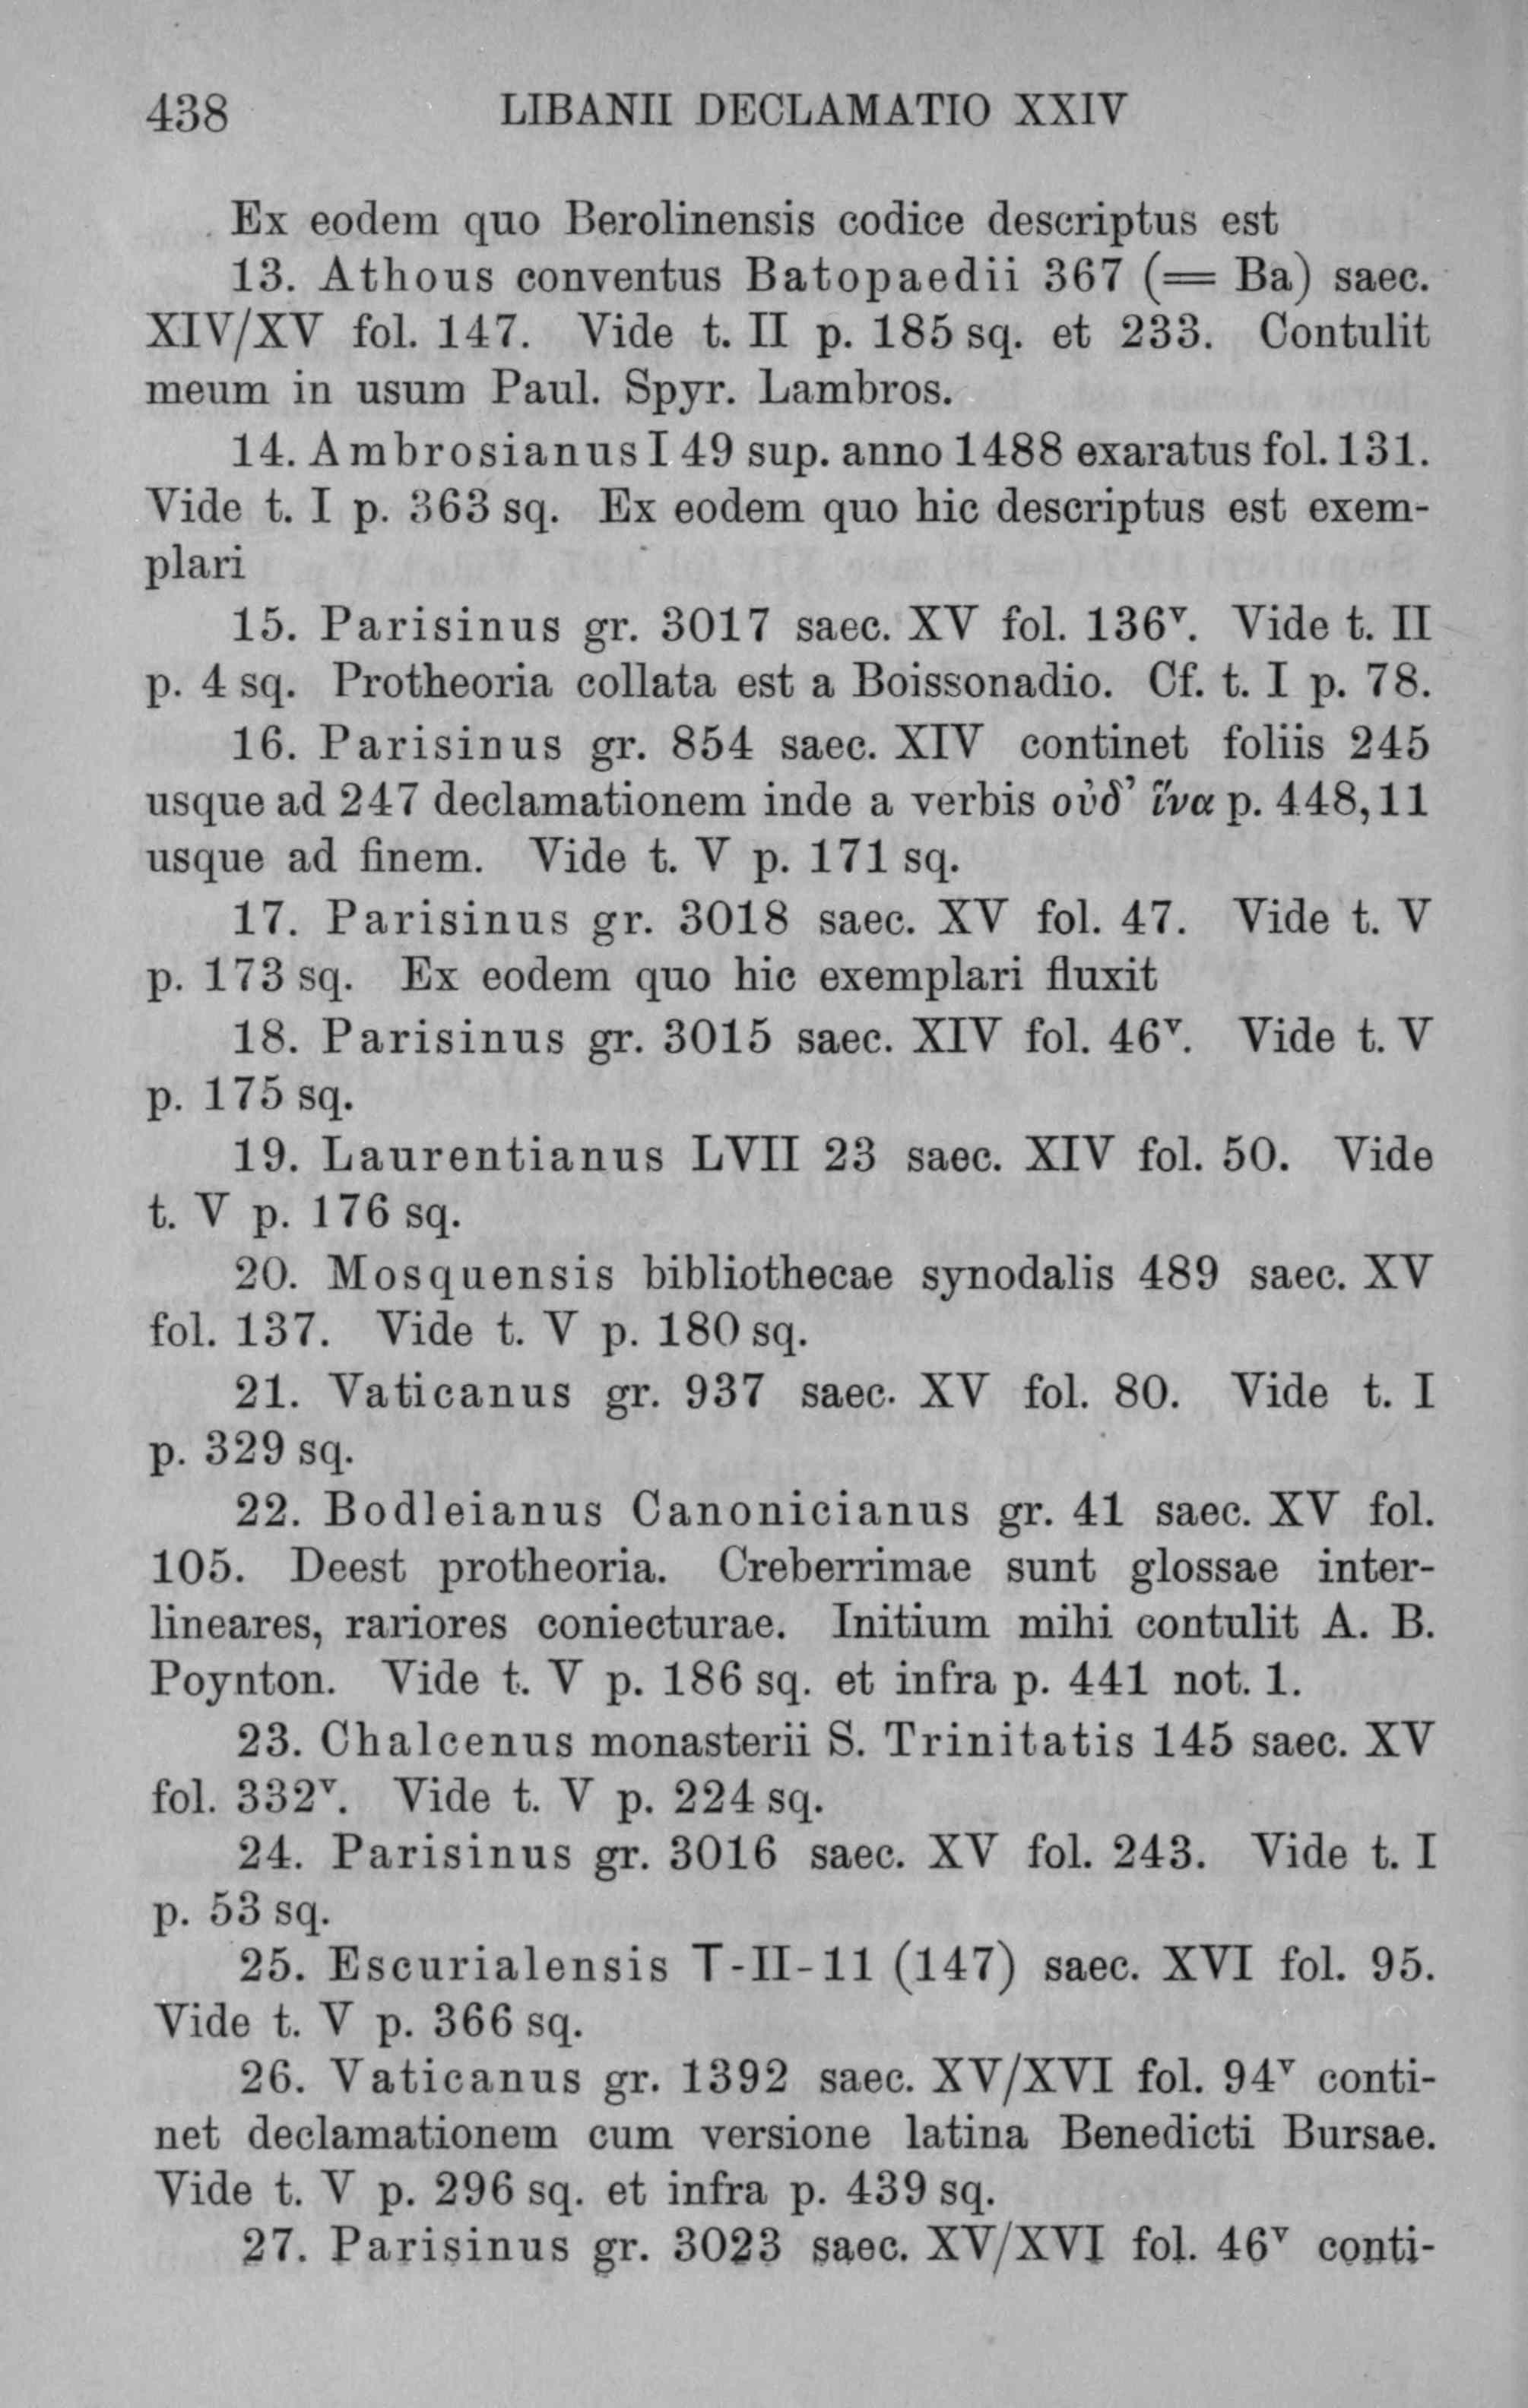 438 LIBANII DECLAMATIO XXIV
Ex eodem quo Berolinensis codice descriptus est
13. Athous conventus Batopaedii 367 (= Ba) saec.
XIV/XV fol. 147. Vide t. II p. 185 sq. et 233. Contulit
meum in usum Paul. Spyr. Lambros.
14. Ambrosianus I 49 sup. anno 1488 exaratus fol. 131.
Vide t. I p. 363 sq. Ex eodem quo hic descriptus est exem-
plari
15. Parisinus gr. 3017 saec. XV fol. 136ᵛ. Vide t. II
p. 4 sq. Protheoria collata est a Boissonadio. Cf. t. I p. 78.
16. Parisinus gr. 854 saec. XIV continet foliis 245
usque ad 247 declamationem inde a verbis οὐδ’ ἵνα p. 448,11
usque ad finem. Vide t. V p. 171 sq.
17. Parisinus gr. 3018 saec. XV fol. 47. Vide t. V
p. 173 sq. Ex eodem quo hic exemplari fluxit
18. Parisinus gr. 3015 saec. XIV fol. 46ᵛ. Vide t. V
p. 175 sq.
19. Laurentianus LVII 23 saec. XIV fol. 50. Vide
t. V p. 176 sq.
20. Mosquensis bibliothecae synodalis 489 saec. XV
fol. 137. Vide t. V p. 180 sq.
21. Vaticanus gr. 937 saec. XV fol. 80. Vide t. I
p. 329 sq.
22. Bodleianus Canonicianus gr. 41 saec. XV fol.
105. Deest protheoria. Creberrimae sunt glossae inter-
lineares, rariores coniecturae. Initium mihi contulit A. B.
Poynton. Vide t. V p. 186 sq. et infra p. 441 not. 1.
23. Chalcenus monasterii S. Trinitatis 145 saec. XV
fol. 332ᵛ. Vide t. V p. 224 sq.
24. Parisinus gr. 3016 saec. XV fol. 243. Vide t. I
p. 53 sq.
25. Escurialensis T-II-11 (147) saec. XVI fol. 95.
Vide t. V p. 366 sq.
26. Vaticanus gr. 1392 saec. XV/XVI fol. 94ᵛ conti-
net declamationem cum versione latina Benedicti Bursae.
Vide t. V p. 296 sq. et infra p. 439 sq.
27. Parisinus gr. 3023 saec. XV/XVI fol. 46ᵛ conti-